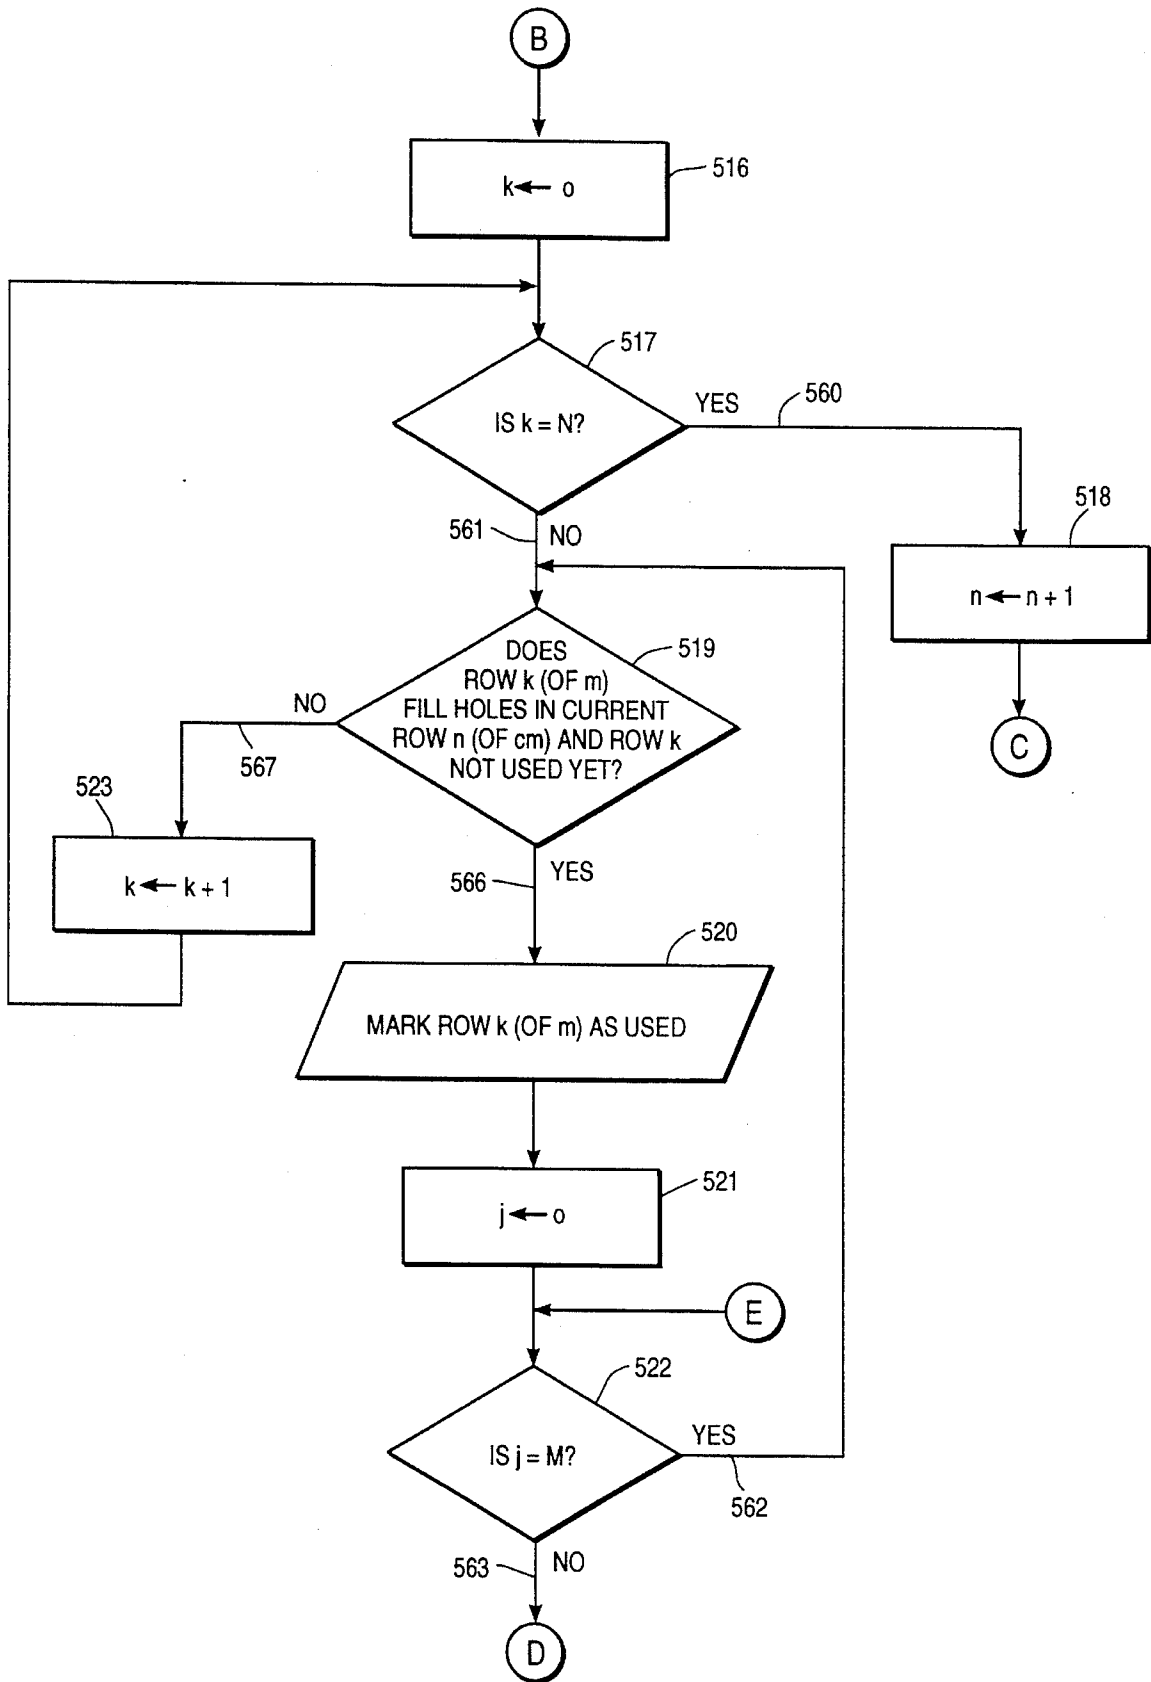 B
516
k ← o
517
IS k = N?
YES
560
561
NO
518
n ← n + 1
C
519
DOES
ROW k (OF m)
FILL HOLES IN CURRENT
ROW n (OF cm) AND ROW k
NOT USED YET?
NO
567
523
k ← k + 1
566
YES
520
MARK ROW k (OF m) AS USED
521
j ← o
E
522
IS j = M?
YES
562
563
NO
D